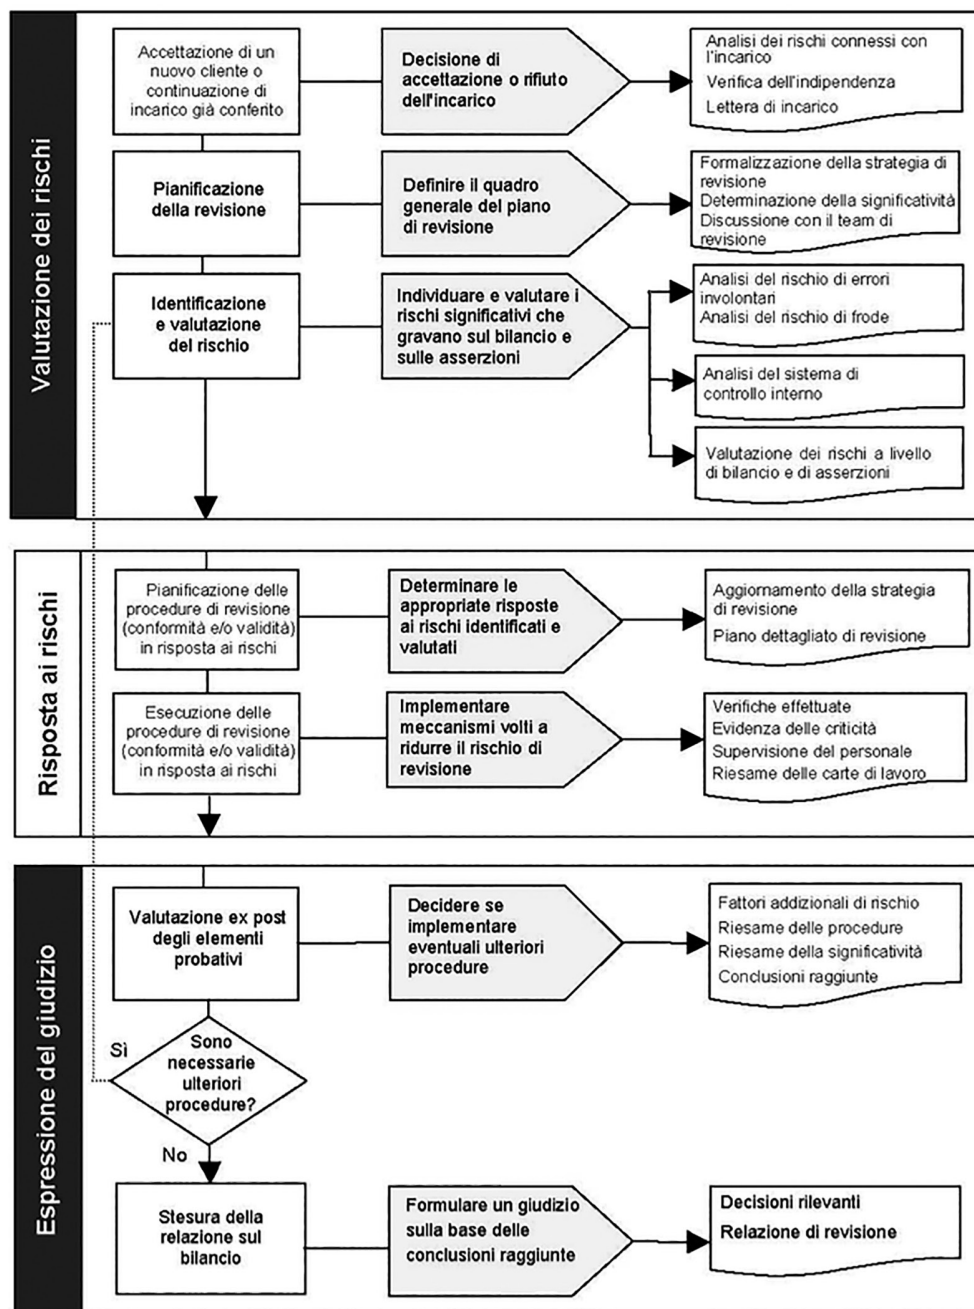 Valutazione dei rischi
Accettazione di un
nuovo cliente o
continuazione di
incarico già conferito
Decisione di
accettazione o rifiuto
dell'incarico
Analisi dei rischi connessi con
l'incarico
Verifica dell'indipendenza
Lettera di incarico
Pianificazione
della revisione
Definire il quadro
generale del piano
di revisione
Formalizzazione della strategia di
revisione
Determinazione della significatività
Discussione con il team di
revisione
Identificazione
e valutazione
del rischio
Individuare e valutare i
rischi significativi che
gravano sul bilancio e
sulle asserzioni
Analisi del rischio di errori
involontari
Analisi del rischio di frode
Analisi del sistema di
controllo interno
Valutazione dei rischi a livello
di bilancio e di asserzioni
Risposta ai rischi
Pianificazione delle
procedure di revisione
(conformità e/o validità)
in risposta ai rischi
Determinare le
appropriate risposte
ai rischi identificati e
valutati
Aggiornamento della strategia
di revisione
Piano dettagliato di revisione
Esecuzione delle
procedure di revisione
(conformità e/o validità)
in risposta ai rischi
Implementare
meccanismi volti a
ridurre il rischio di
revisione
Verifiche effettuate
Evidenza delle criticità
Supervisione del personale
Riesame delle carte di lavoro
Espressione del giudizio
Valutazione ex post
degli elementi
probativi
Decidere se
implementare
eventuali ulteriori
procedure
Fattori addizionali di rischio
Riesame delle procedure
Riesame della significatività
Conclusioni raggiunte
Sì
Sono
necessarie
ulteriori
procedure?
No
Stesura della
relazione sul
bilancio
Formulare un giudizio
sulla base delle
conclusioni raggiunte
Decisioni rilevanti
Relazione di revisione